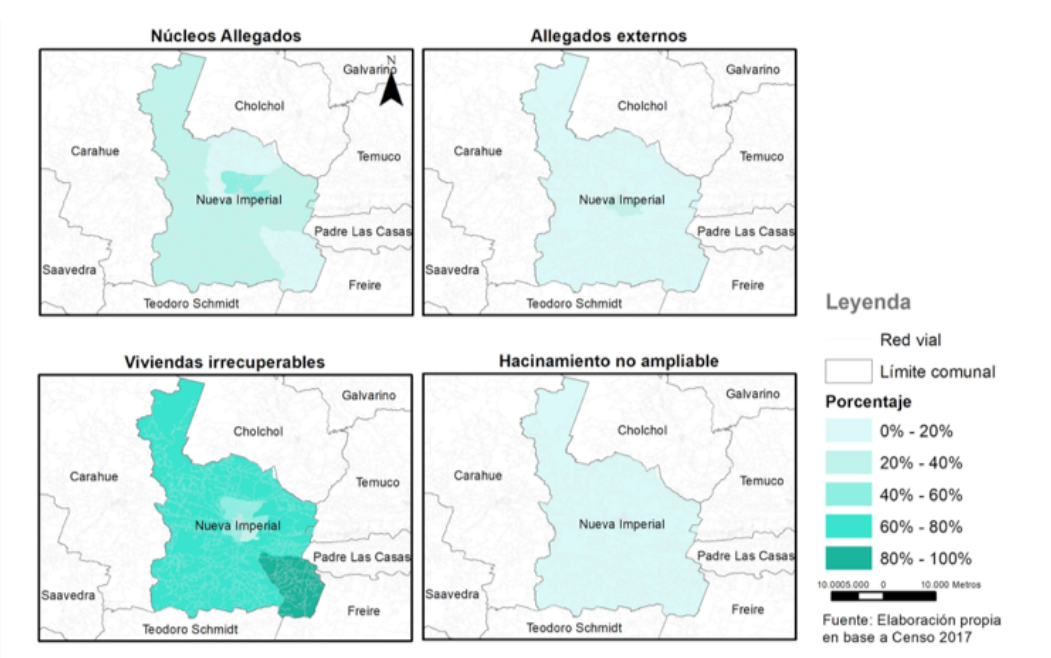 Núcleos Allegados
N
Galvarino
Cholchol
Carahue
Temuco
Nueva Imperial
Padre Las Casas
Saavedra
Freire
Teodoro Schmidt
Allegados externos
Galvarino
Cholchol
Carahue
Temuco
Nueva Imperial
Padre Las Casas
Saavedra
Freire
Teodoro Schmidt
Viviendas irrecuperables
Galvarino
Cholchol
Carahue
Temuco
Nueva Imperial
Padre Las Casas
Saavedra
Freire
Teodoro Schmidt
Hacinamiento no ampliable
Galvarino
Cholchol
Carahue
Temuco
Nueva Imperial
Padre Las Casas
Saavedra
Freire
Teodoro Schmidt
Leyenda
Red vial
Límite comunal
Porcentaje
0% - 20%
20% - 40%
40% - 60%
60% - 80%
80% - 100%
10.0005.000 0 10.000 Metros
Fuente: Elaboración propia
en base a Censo 2017